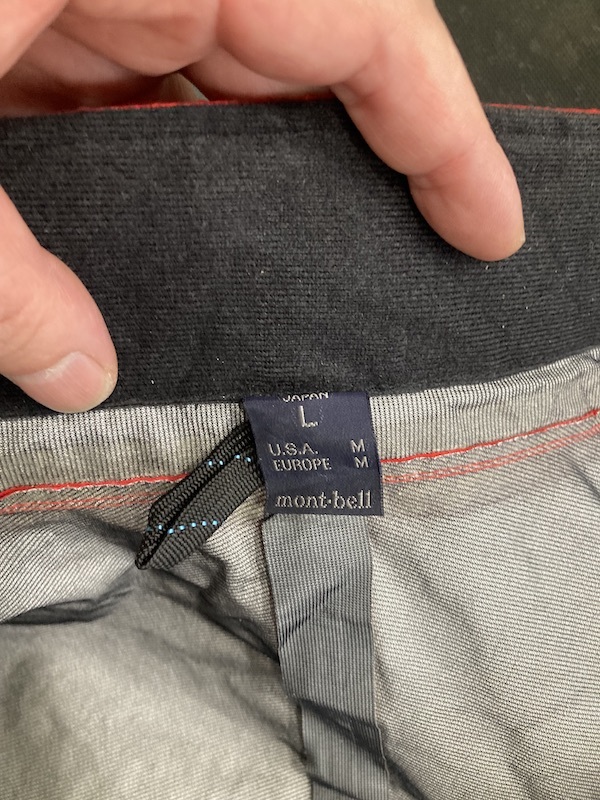 JAPAN
L
U.S.A. M
EUROPE M
mont-bell